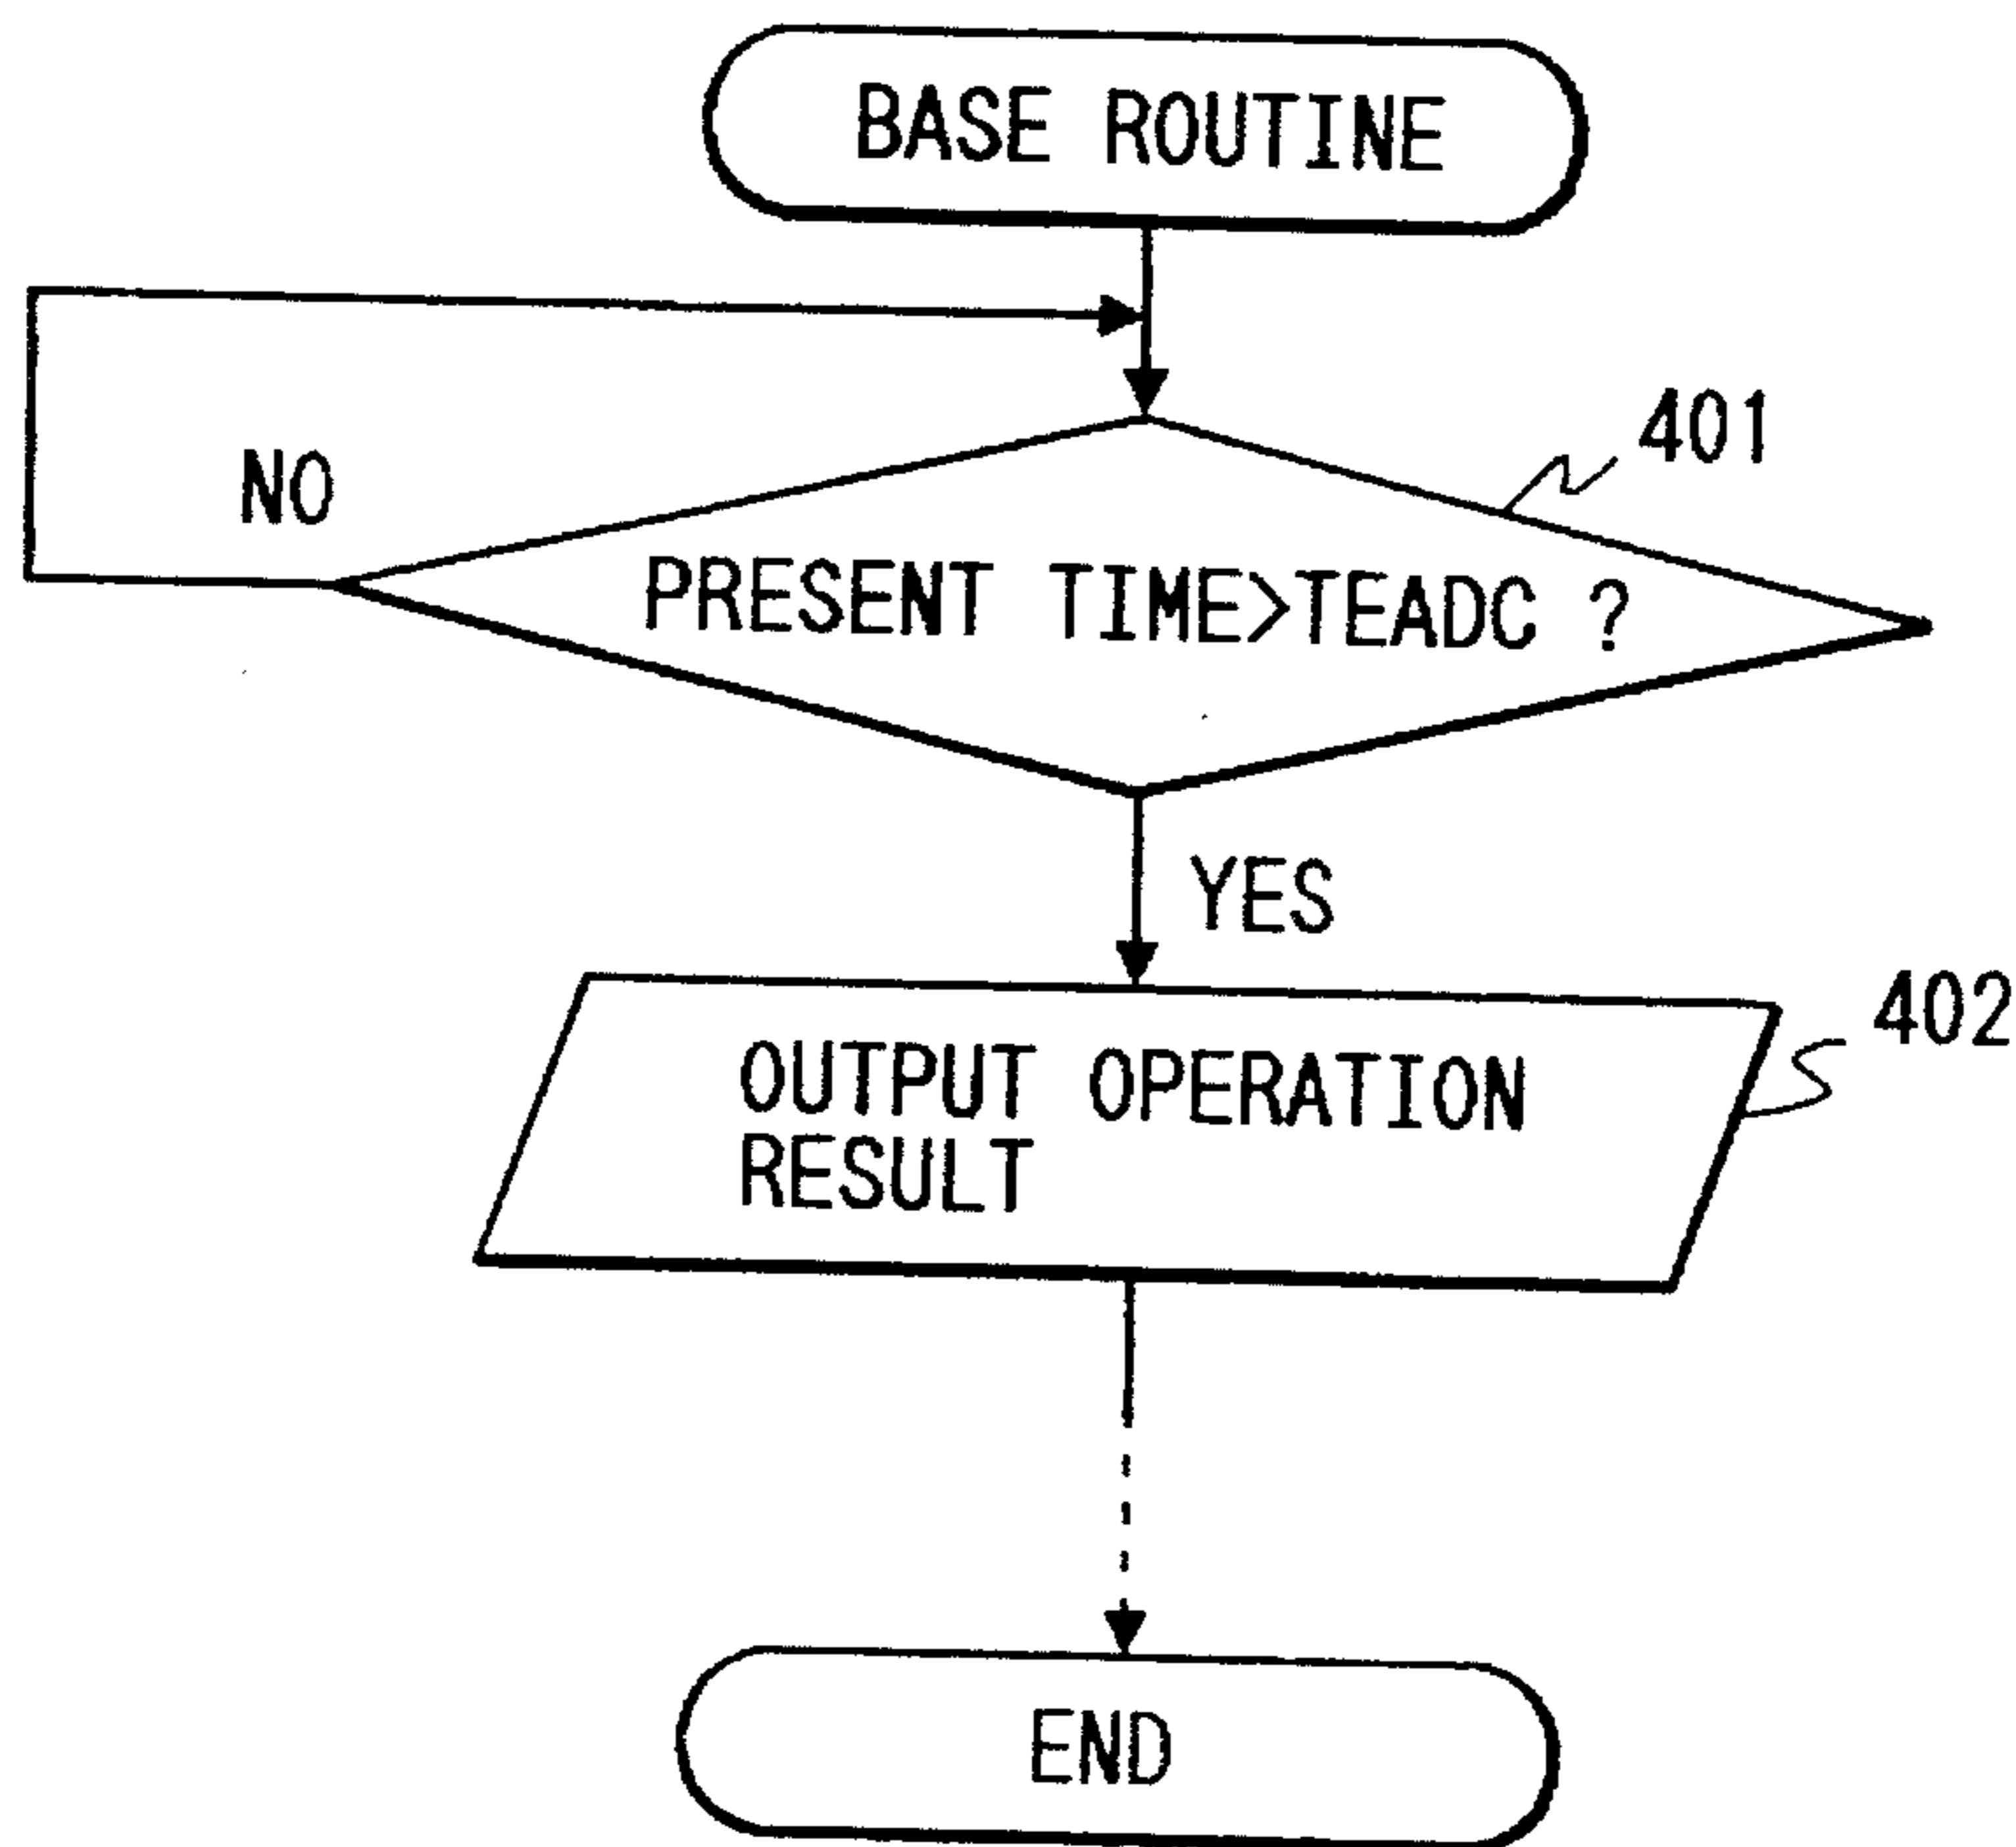 BASE ROUTINE
401
NO
PRESENT TIME>TEADC ?
YES
402
OUTPUT OPERATION
RESULT
END